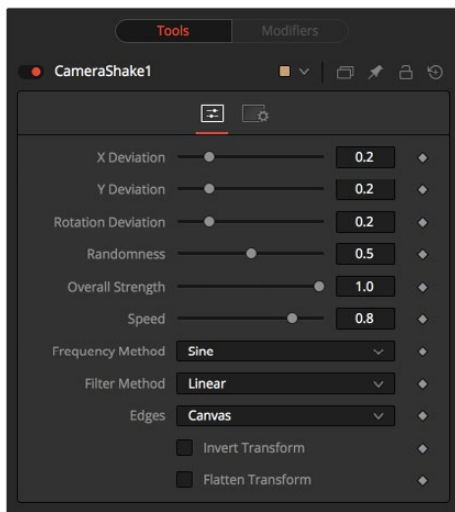 Tools Modifiers
CameraShake1
X Deviation 0.2
Y Deviation 0.2
Rotation Deviation 0.2
Randomness 0.5
Overall Strength 1.0
Speed 0.8
Frequency Method Sine
Filter Method Linear
Edges Canvas
Invert Transform
Flatten Transform